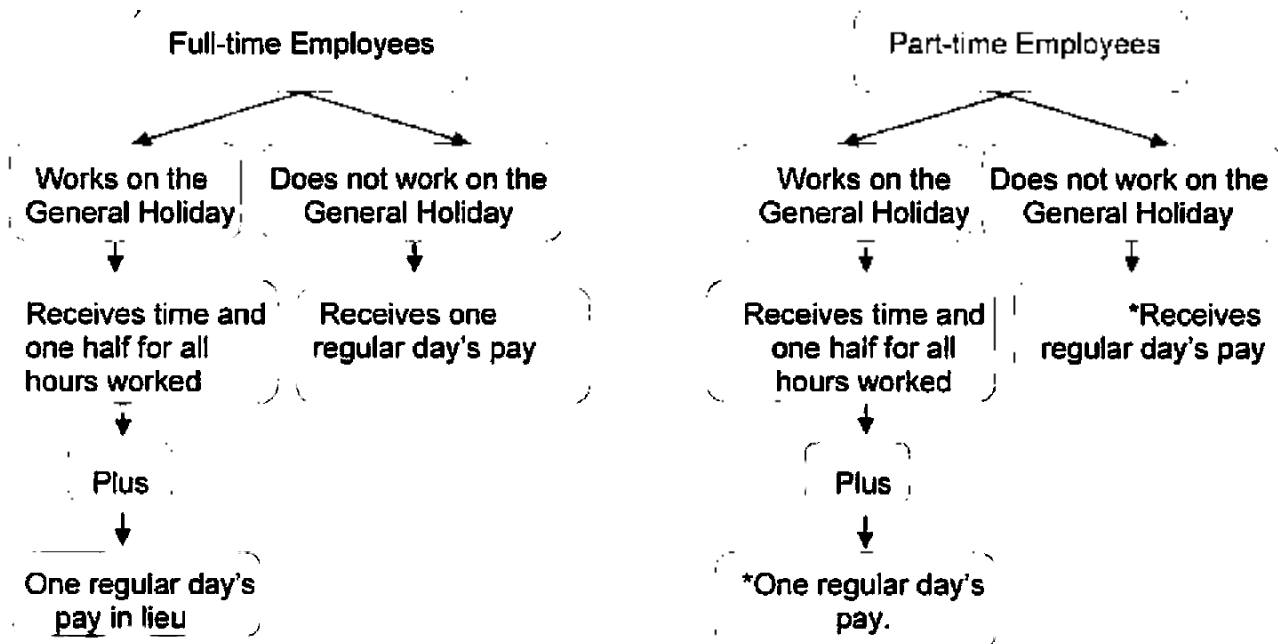 Full-time Employees
Works on the
General Holiday
Does not work on the
General Holiday
Receives time and
one half for all
hours worked
Receives one
regular day's pay
Plus
One regular day's
pay in lieu
Part-time Employees
Works on the
General Holiday
Does not work on the
General Holiday
Receives time and
one half for all
hours worked
*Receives
regular day's pay
Plus
*One regular day's
pay.